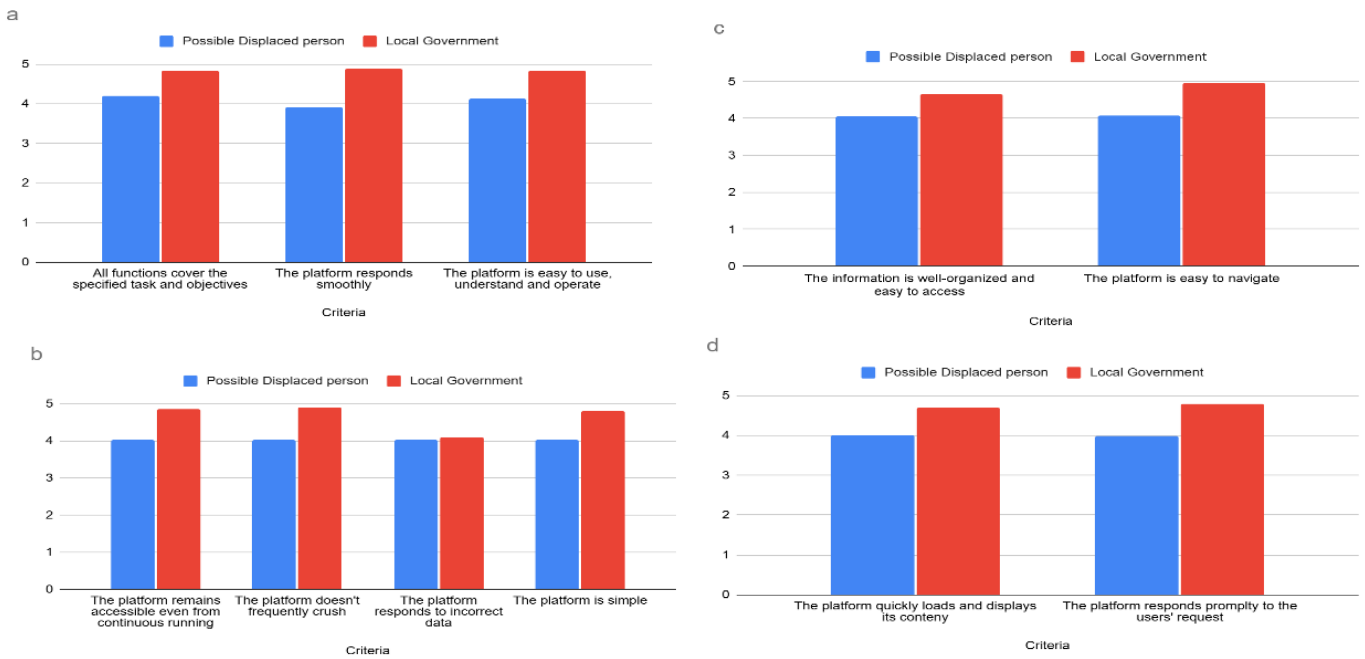 a
Possible Displaced person Local Government
5
4
3
2
1
0
All functions cover the
specified task and objectives
The platform responds
smoothly
The platform is easy to use,
understand and operate
Criteria
b
Possible Displaced person Local Government
5
4
3
2
1
0
The platform remains
accessible even from
continuous running
The platform doesn't
frequently crush
The platform
responds to incorrect
data
The platform is simple
Criteria
c
Possible Displaced person Local Government
5
4
3
2
1
0
The information is well-organized and
easy to access
The platform is easy to navigate
Criteria
d
Possible Displaced person Local Government
5
4
3
2
1
0
The platform quickly loads and displays
its conteny
The platform responds promplty to the
users' request
Criteria